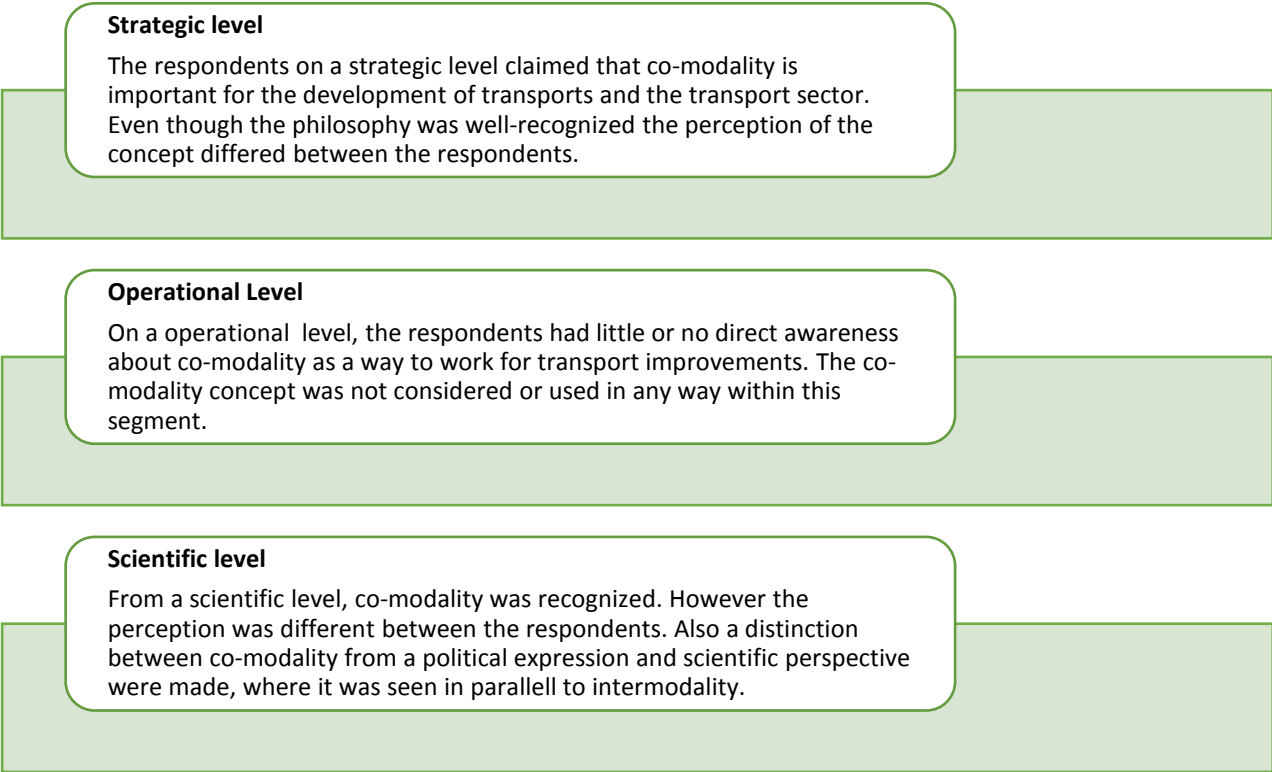 Strategic level
The respondents on a strategic level claimed that co-modality is
important for the development of transports and the transport sector.
Even though the philosophy was well-recognized the perception of the
concept differed between the respondents.
Operational Level
On a operational  level, the respondents had little or no direct awareness
about co-modality as a way to work for transport improvements. The co-
modality concept was not considered or used in any way within this
segment.
Scientific level
From a scientific level, co-modality was recognized. However the
perception was different between the respondents. Also a distinction
between co-modality from a political expression and scientific perspective
were made, where it was seen in parallell to intermodality.